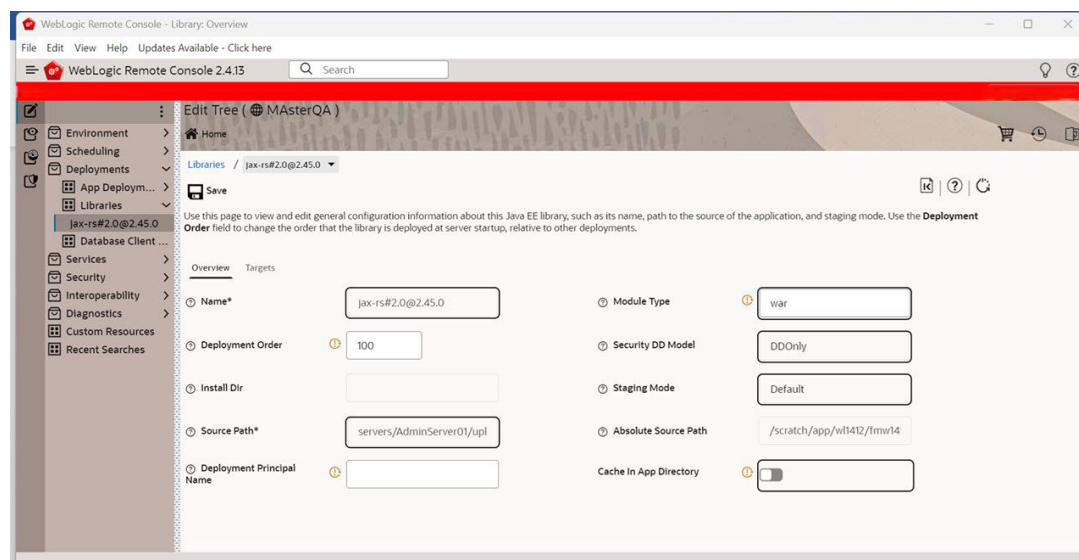 WebLogic Remote Console - Library: Overview
File Edit View Help Updates Available - Click here
WebLogic Remote Console 2.4.13
Search
Edit Tree ( MAsterQA )
Home
Environment
Scheduling
Deployments
App Deploym...
Libraries
jax-rs#2.0@2.45.0
Database Client ...
Services
Security
Interoperability
Diagnostics
Custom Resources
Recent Searches
Libraries / jax-rs#2.0@2.45.0
Save
Use this page to view and edit general configuration information about this Java EE library, such as its name, path to the source of the application, and staging mode. Use the Deployment
Order field to change the order that the library is deployed at server startup, relative to other deployments.
Overview Targets
Name* jax-rs#2.0@2.45.0 Module Type war
Deployment Order 100 Security DD Model DDOnly
Install Dir Staging Mode Default
Source Path* servers/AdminServer01/upl Absolute Source Path /scratch/app/wl1412/fmw14
Deployment Principal
Name Cache In App Directory